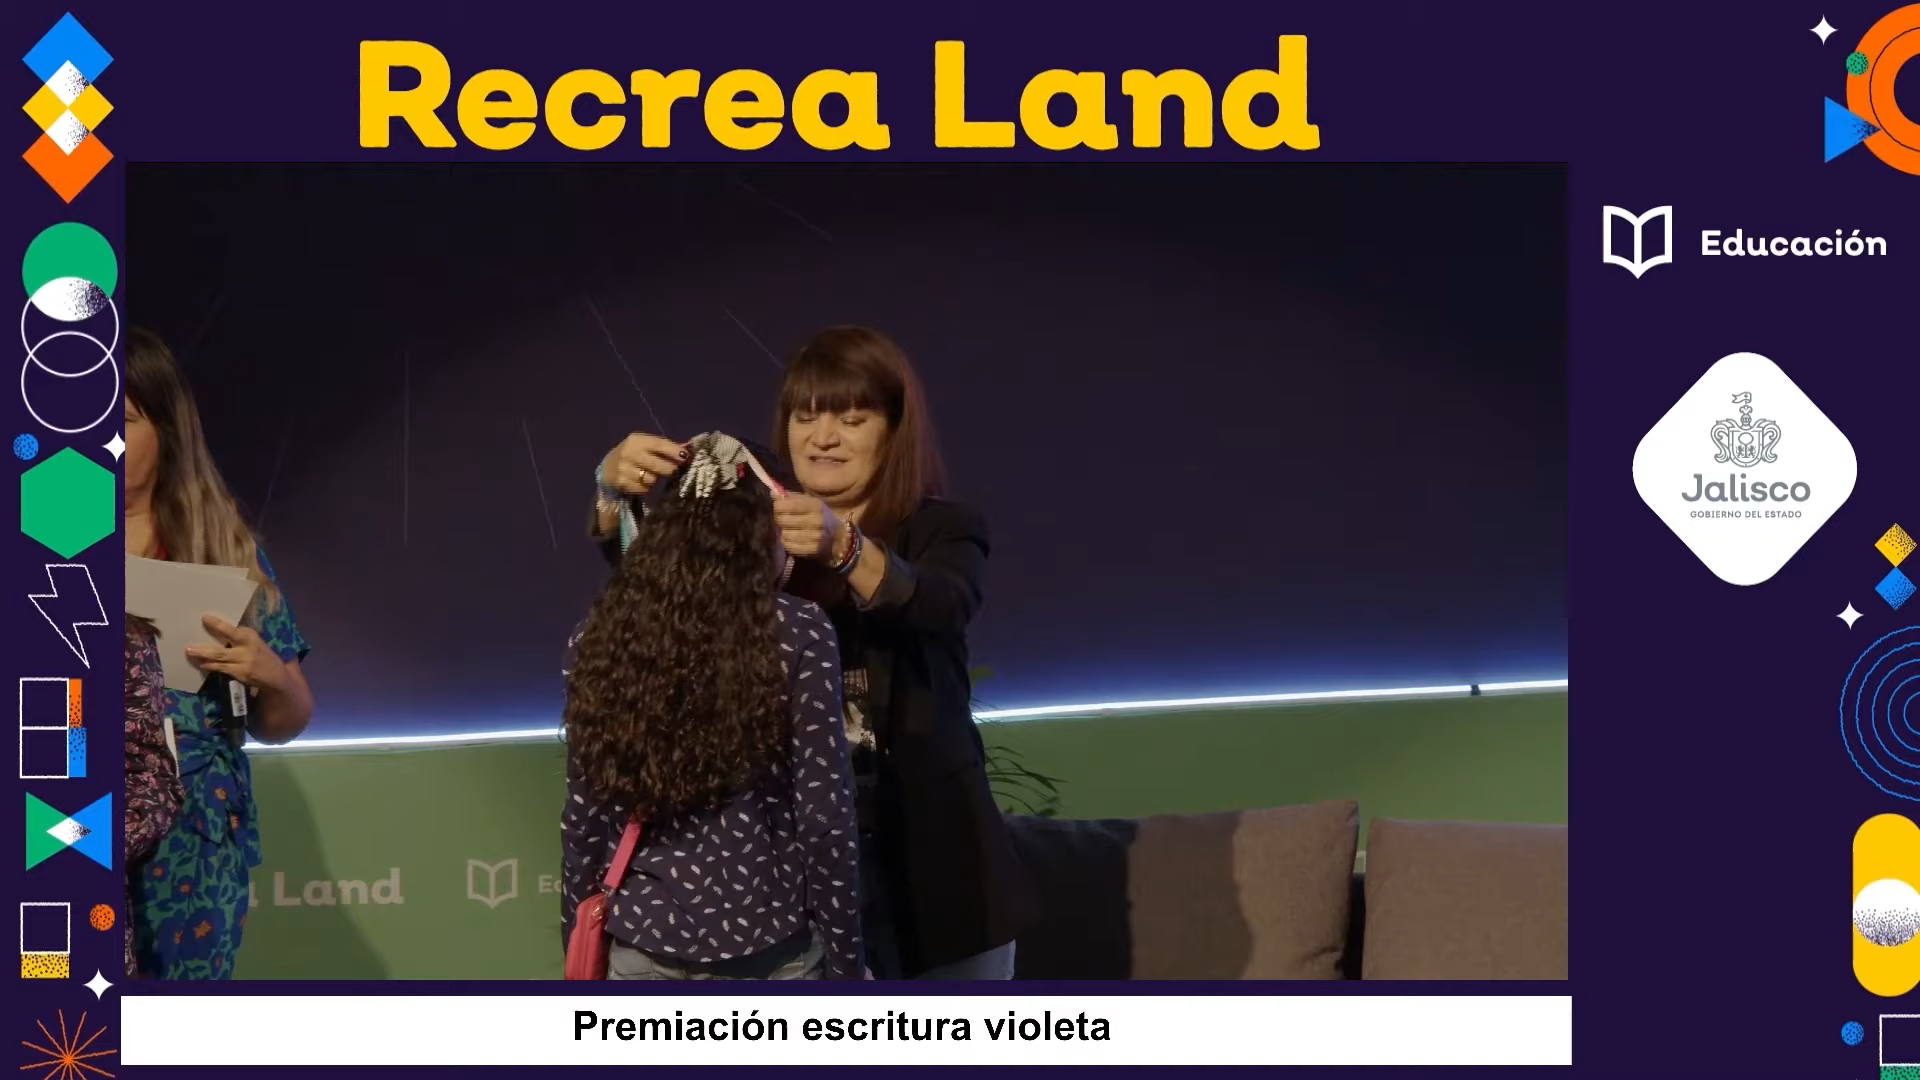 Recrea Land
Educación
Jalisco
GOBIERNO DEL ESTADO
Land
Premiación escritura violeta